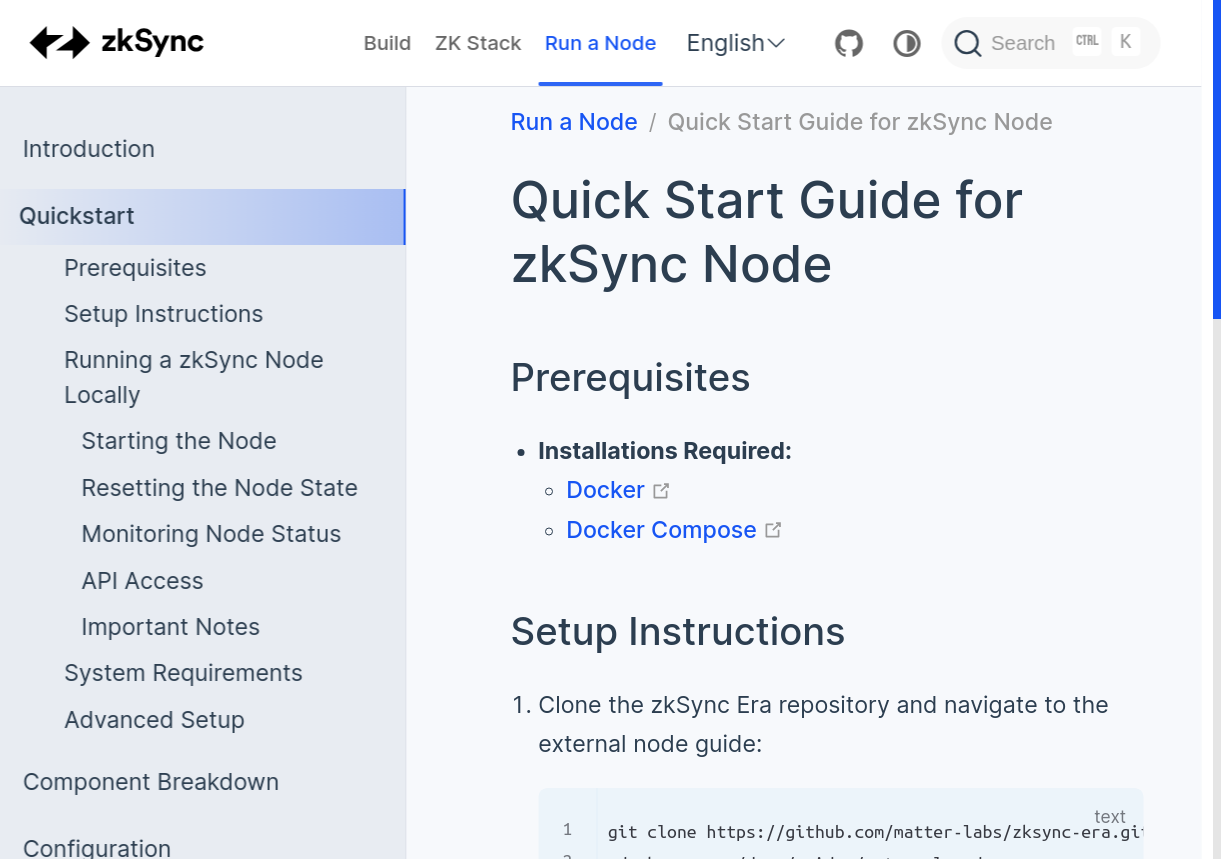 zkSync
Build ZK Stack Run a Node English Search CTRL K
Introduction
Quickstart
Prerequisites
Setup Instructions
Running a zkSync Node
Locally
Starting the Node
Resetting the Node State
Monitoring Node Status
API Access
Important Notes
System Requirements
Advanced Setup
Component Breakdown
Configuration
Run a Node / Quick Start Guide for zkSync Node
Quick Start Guide for
zkSync Node
Prerequisites
• Installations Required:
◦ Docker
◦ Docker Compose
Setup Instructions
1. Clone the zkSync Era repository and navigate to the
external node guide:
text
1 git clone https://github.com/matter-labs/zksync-era.git